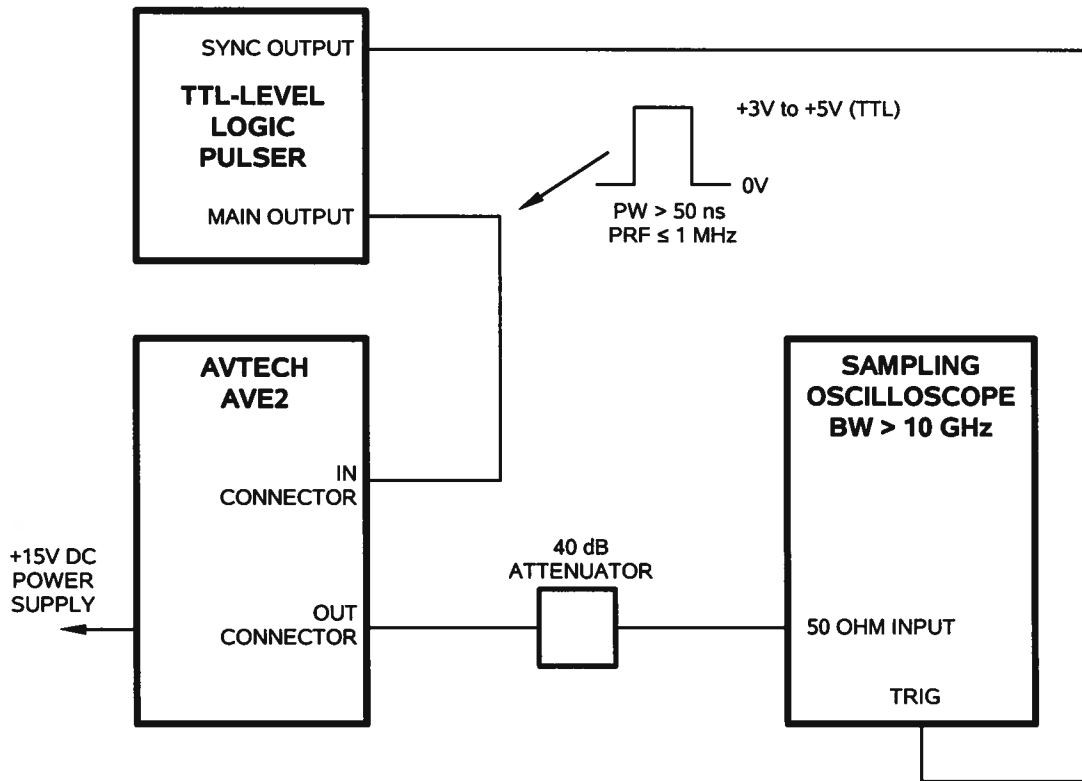 SYNC OUTPUT
TTL-LEVEL
LOGIC
PULSER
MAIN OUTPUT
+3V to +5V (TTL)
0V
PW > 50 ns
PRF ≤ 1 MHz
AVTECH
AVE2
IN
CONNECTOR
OUT
CONNECTOR
+15V DC
POWER
SUPPLY
40 dB
ATTENUATOR
SAMPLING
OSCILLOSCOPE
BW > 10 GHz
50 OHM INPUT
TRIG